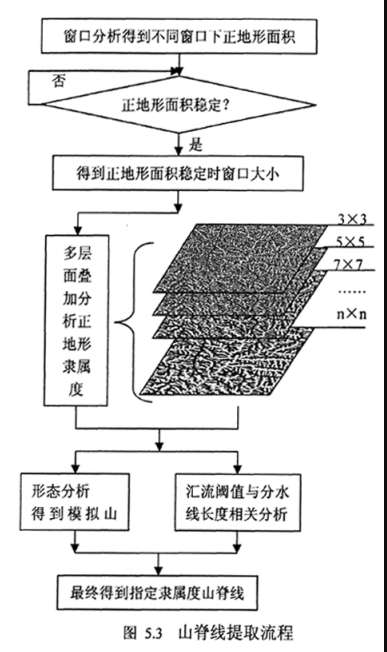 窗口分析得到不同窗口下正地形面积
否
正地形面积稳定？
是
得到正地形面积稳定时窗口大小
多层
面叠
加分
析正
地形
隶属
度
3×3
5×5
7×7
……
n×n
形态分析
得到模拟山
汇流阈值与分水
线长度相关分析
最终得到指定隶属度山脊线
图 5.3 山脊线提取流程